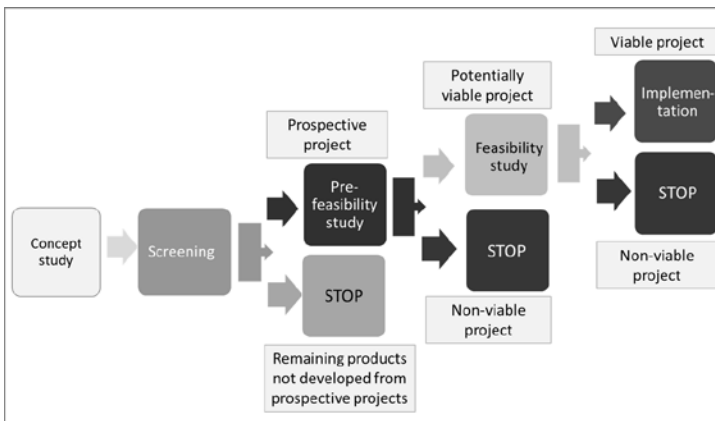 Concept
study
Screening
Prospective
project
Pre-
feasibility
study
STOP
Remaining products
not developed from
prospective projects
Potentially
viable project
Feasibility
study
STOP
Non-viable
project
Viable project
Implemen-
tation
STOP
Non-viable
project